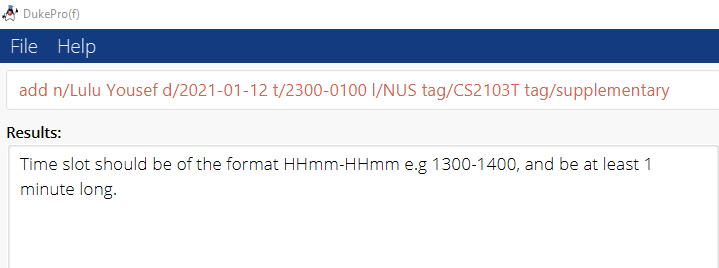 DukePro(f)
File Help
add n/Lulu Yousef d/2021-01-12 t/2300-0100 l/NUS tag/CS2103T tag/supplementary
Results:
Time slot should be of the format HHmm-HHmm e.g 1300-1400, and be at least 1
minute long.